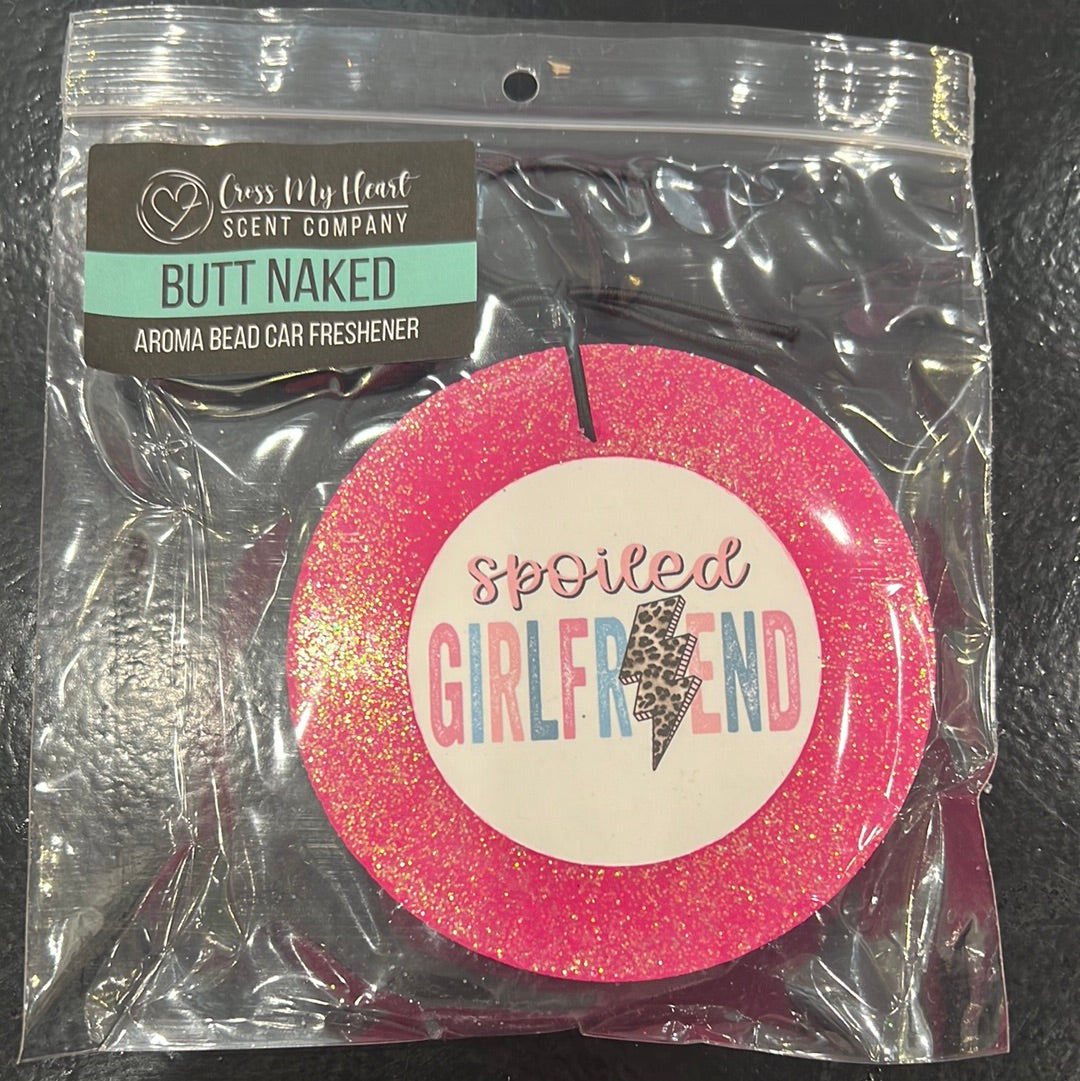 Cross My Heart
SCENT COMPANY
BUTT NAKED
AROMA BEAD CAR FRESHENER
spoiled
GIRLFRIEND